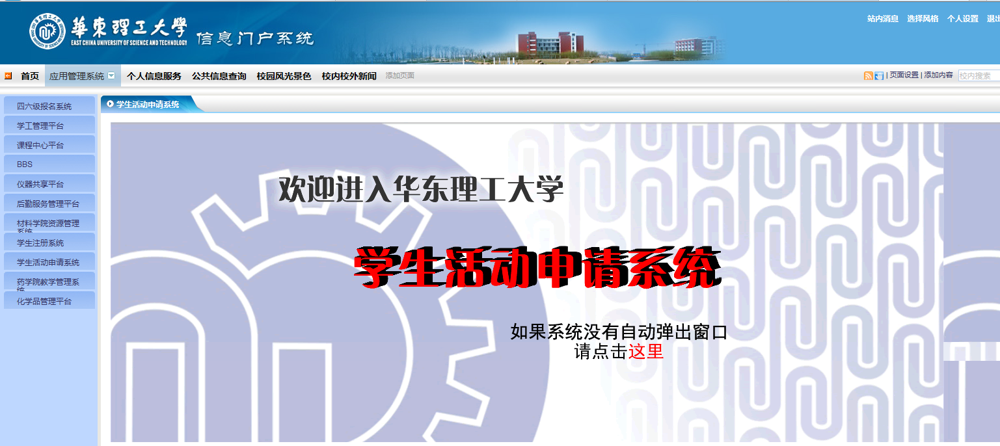 華東理工大學
EAST CHINA UNIVERSITY OF SCIENCE AND TECHNOLOGY
信息门户系统
站内消息 选择风格 个人设置 退出
首页 应用管理系统 个人信息服务 公共信息查询 校园风光景色 校内校外新闻 添加页面
| 页面设置 | 添加内容 校内搜索
四六级报名系统
学工管理平台
课程中心平台
BBS
仪器共享平台
后勤服务管理平台
材料学院资源管理
系统
学生注册系统
学生活动申请系统
药学院教学管理系
统
化学品管理平台
学生活动申请系统
欢迎进入华东理工大学
学生活动申请系统
如果系统没有自动弹出窗口
请点击这里